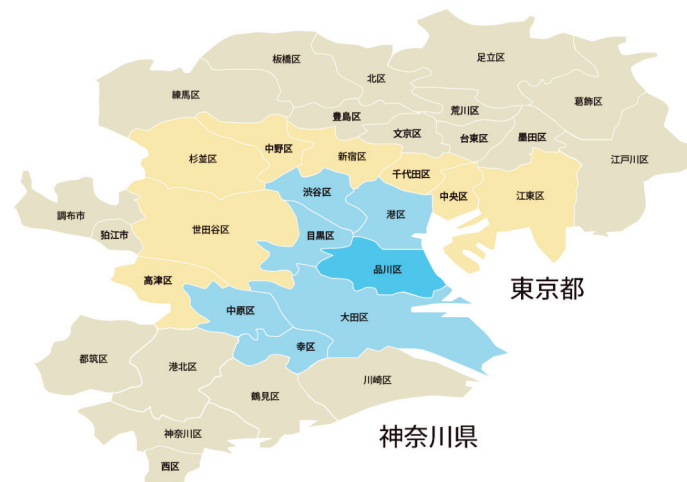 足立区
板橋区
北区
練馬区
葛飾区
荒川区
豊島区
文京区
台東区
墨田区
中野区
杉並区
新宿区
江戸川区
千代田区
渋谷区
中央区
江東区
港区
調布市
世田谷区
狛江市
目黒区
品川区
高津区
東京都
中原区
大田区
幸区
都筑区
港北区
川崎区
鶴見区
神奈川区
神奈川県
西区